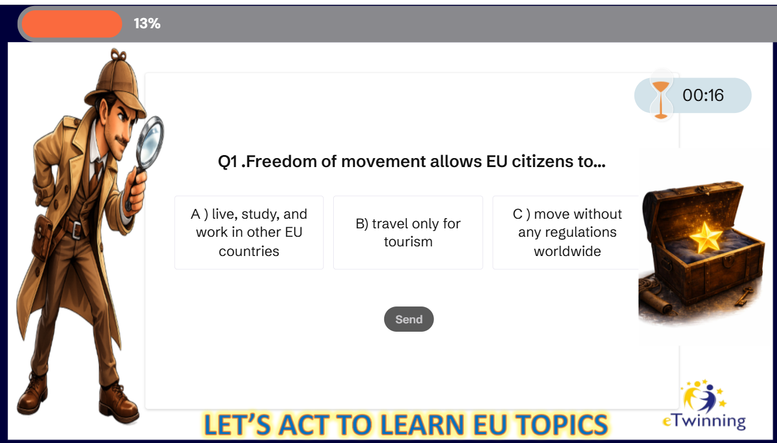 13%
00:16
Q1 .Freedom of movement allows EU citizens to...
A ) live, study, and
work in other EU
countries
B) travel only for
tourism
C ) move without
any regulations
worldwide
Send
LET'S ACT TO LEARN EU TOPICS
eTwinning